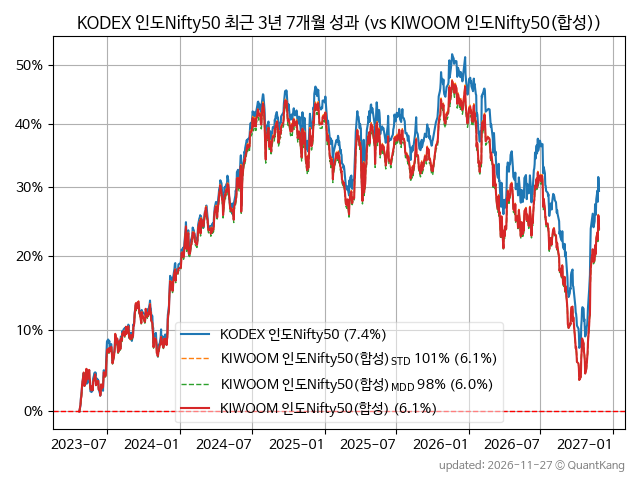 KODEX 인도Nifty50 최근 3년 7개월 성과 (vs KIWOOM 인도Nifty50(합성))
50%
40%
30%
20%
10%
0%
KODEX 인도Nifty50 (7.4%)
KIWOOM 인도Nifty50(합성) STD 101% (6.1%)
KIWOOM 인도Nifty50(합성) MDD 98% (6.0%)
KIWOOM 인도Nifty50(합성) (6.1%)
2023-07 2024-01 2024-07 2025-01 2025-07 2026-01 2026-07 2027-01
updated: 2026-11-27 © QuantKang